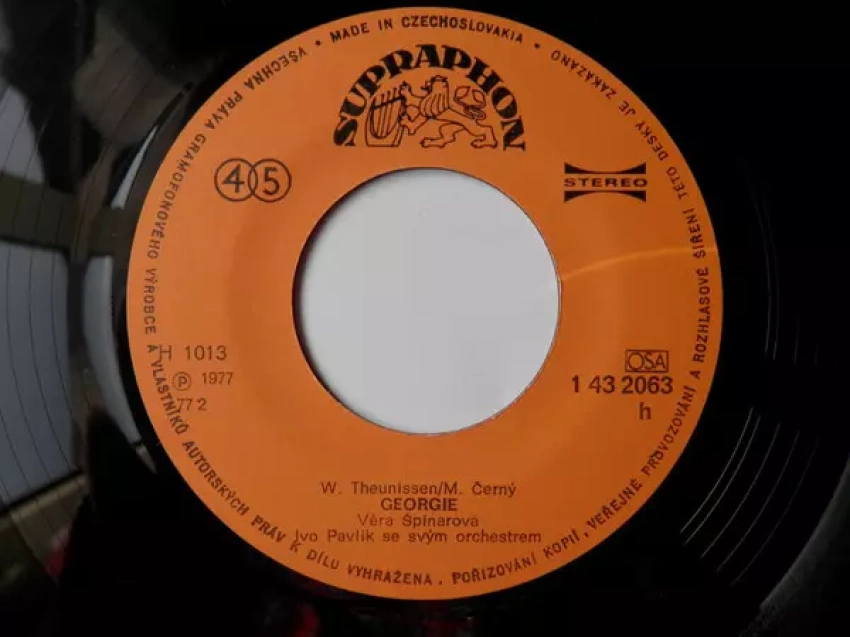 VŠECHNA PRÁVA GRAMOFONOVÉHO VÝROBCE A VLASTNÍKŮ AUTORSKÝCH PRÁV K DÍLU VYHRAŽENA. POŘIZOVÁNÍ KOPIÍ, VEŘEJNÉ PROVOZOVÁNÍ A ROZHLASOVÉ ŠÍŘENÍ TÉTO DESKY JE ZAKÁZÁNO
• MADE IN CZECHOSLOVAKIA •
SUPRAPHON
45
STEREO
1013
Ⓟ 1977
77 2
OSA
1 43 2063
h
W. Theunissen/M. Černý
GEORGIE
Věra Špinarová
Ivo Pavlík se svým orchestrem